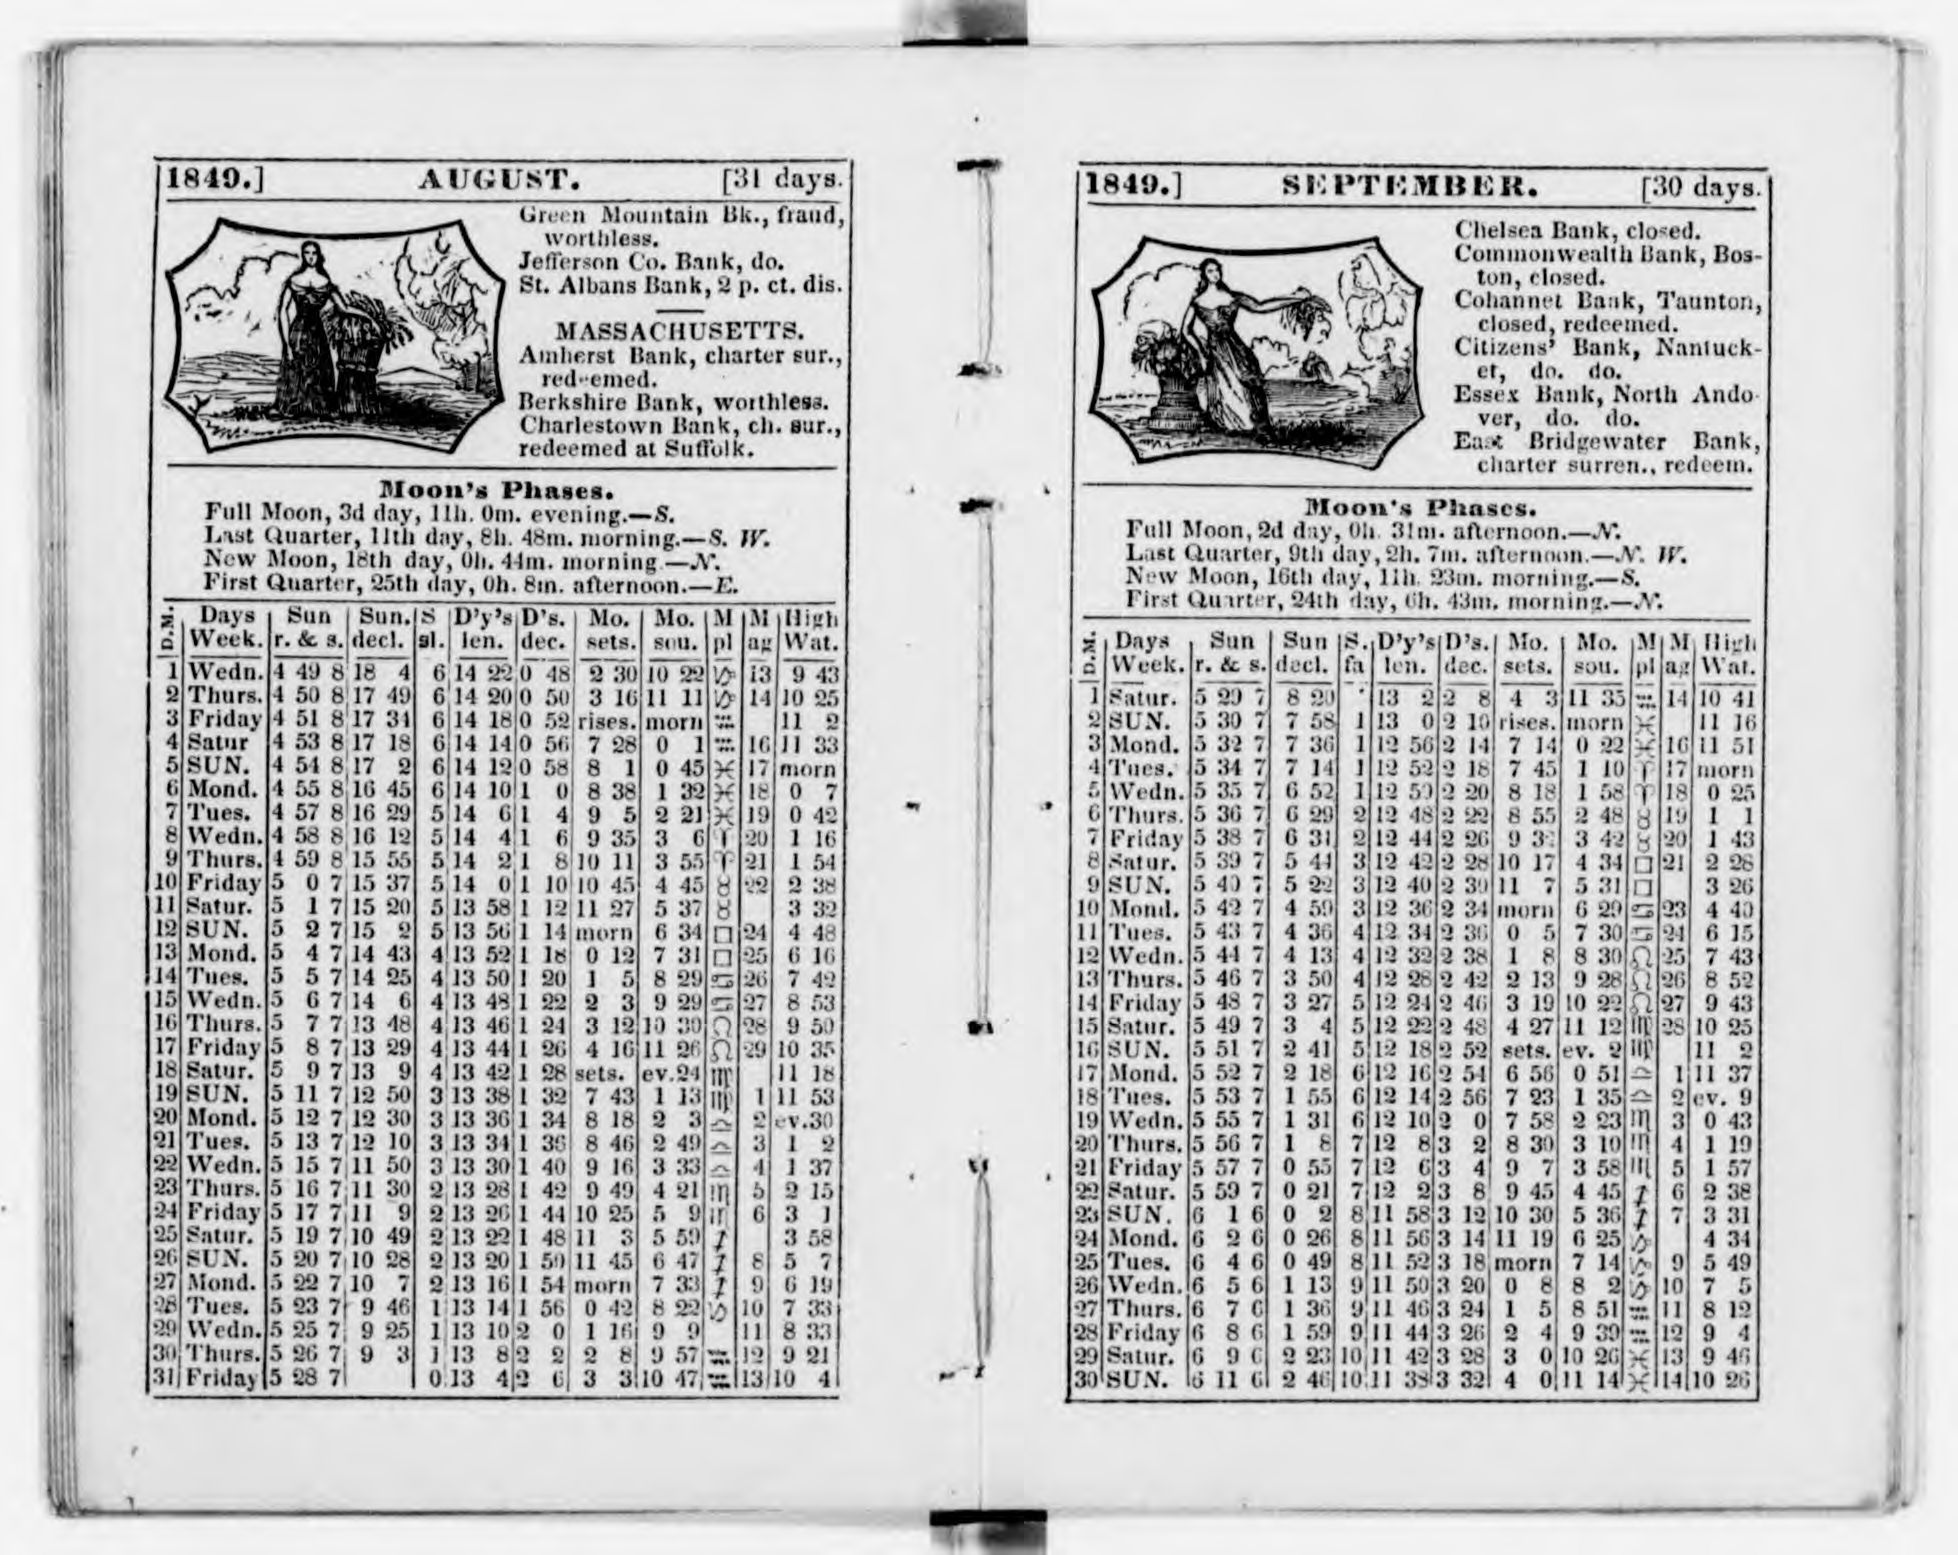 1849.] AUGUST. [31 days.
Green Mountain Bk., fraud,
worthless.
Jefferson Co. Bank, do.
St. Albans Bank, 2 p. ct. dis.
MASSACHUSETTS.
Amherst Bank, charter sur.,
redeemed.
Berkshire Bank, worthless.
Charlestown Bank, ch. sur.,
redeemed at Suffolk.
Moon's Phases.
Full Moon, 3d day, 11h. 0m. evening.—S.
Last Quarter, 11th day, 8h. 48m. morning.—S. W.
New Moon, 18th day, 0h. 44m. morning.—N.
First Quarter, 25th day, 0h. 8m. afternoon.—E.
D.M. Days Sun Sun. S D'y's D's. Mo. Mo. M M High
Week. r. & s. decl. sl. len. dec. sets. sou. pl ag Wat.
1 Wedn. 4 49 8 18 4 6 14 22 0 48 2 30 10 22 ♑ 13 9 43
2 Thurs. 4 50 8 17 49 6 14 20 0 50 3 16 11 11 ♑ 14 10 25
3 Friday 4 51 8 17 34 6 14 18 0 52 rises. morn ♒ 11 2
4 Satur 4 53 8 17 18 6 14 14 0 56 7 28 0 1 ♒ 16 11 33
5 SUN. 4 54 8 17 2 6 14 12 0 58 8 1 0 45 ♓ 17 morn
6 Mond. 4 55 8 16 45 6 14 10 1 0 8 38 1 32 ♓ 18 0 7
7 Tues. 4 57 8 16 29 5 14 6 1 4 9 5 2 21 ♓ 19 0 42
8 Wedn. 4 58 8 16 12 5 14 4 1 6 9 35 3 6 ♈ 20 1 16
9 Thurs. 4 59 8 15 55 5 14 2 1 8 10 11 3 55 ♈ 21 1 54
10 Friday 5 0 7 15 37 5 14 0 1 10 10 45 4 45 ♉ 22 2 38
11 Satur. 5 1 7 15 20 5 13 58 1 12 11 27 5 37 ♉ 3 32
12 SUN. 5 2 7 15 2 5 13 56 1 14 morn 6 34 □ 24 4 48
13 Mond. 5 4 7 14 43 4 13 52 1 18 0 12 7 31 □ 25 6 16
14 Tues. 5 5 7 14 25 4 13 50 1 20 1 5 8 29 ♋ 26 7 42
15 Wedn. 5 6 7 14 6 4 13 48 1 22 2 3 9 29 ♋ 27 8 53
16 Thurs. 5 7 7 13 48 4 13 46 1 24 3 12 10 30 ♌ 28 9 50
17 Friday 5 8 7 13 29 4 13 44 1 26 4 16 11 26 ♌ 29 10 35
18 Satur. 5 9 7 13 9 4 13 42 1 28 sets. ev.24 ♍ 11 18
19 SUN. 5 11 7 12 50 3 13 38 1 32 7 43 1 13 ♍ 1 11 53
20 Mond. 5 12 7 12 30 3 13 36 1 34 8 18 2 3 ♎ 2 ev.30
21 Tues. 5 13 7 12 10 3 13 34 1 36 8 46 2 49 ♎ 3 1 2
22 Wedn. 5 15 7 11 50 3 13 30 1 40 9 16 3 33 ♎ 4 1 37
23 Thurs. 5 16 7 11 30 2 13 28 1 42 9 49 4 21 ♏ 5 2 15
24 Friday 5 17 7 11 9 2 13 26 1 44 10 25 5 9 ♏ 6 3 1
25 Satur. 5 19 7 10 49 2 13 22 1 48 11 3 5 59 ♐ 3 58
26 SUN. 5 20 7 10 28 2 13 20 1 50 11 45 6 47 ♐ 8 5 7
27 Mond. 5 22 7 10 7 2 13 16 1 54 morn 7 33 ♐ 9 6 19
28 Tues. 5 23 7 9 46 1 13 14 1 56 0 42 8 22 ♑ 10 7 33
29 Wedn. 5 25 7 9 25 1 13 10 2 0 1 16 9 9 11 8 33
30 Thurs. 5 26 7 9 3 1 13 8 2 2 2 8 9 57 ♒ 12 9 21
31 Friday 5 28 7 0 13 4 2 6 3 3 10 47 ♒ 13 10 4
1849.] SEPTEMBER. [30 days.
Chelsea Bank, closed.
Commonwealth Bank, Bos-
ton, closed.
Cohannet Bank, Taunton,
closed, redeemed.
Citizens' Bank, Nantuck-
et, do. do.
Essex Bank, North Ando-
ver, do. do.
East Bridgewater Bank,
charter surren., redeem.
Moon's Phases.
Full Moon, 2d day, 0h. 31m. afternoon.—N.
Last Quarter, 9th day, 2h. 7m. afternoon.—N. W.
New Moon, 16th day, 11h. 23m. morning.—S.
First Quarter, 24th day, 6h. 43m. morning.—N.
D.M. Days Sun Sun S. D'y's D's. Mo. Mo. M M High
Week. r. & s. decl. fa len. dec. sets. sou. pl ag Wat.
1 Satur. 5 29 7 8 20 13 2 2 8 4 3 11 35 ♒ 14 10 41
2 SUN. 5 30 7 7 58 1 13 0 2 10 rises. morn ♓ 11 16
3 Mond. 5 32 7 7 36 1 12 56 2 14 7 14 0 22 ♓ 16 11 51
4 Tues. 5 34 7 7 14 1 12 52 2 18 7 45 1 10 ♈ 17 morn
5 Wedn. 5 35 7 6 52 1 12 50 2 20 8 18 1 58 ♈ 18 0 25
6 Thurs. 5 36 7 6 29 2 12 48 2 22 8 55 2 48 ♉ 19 1 1
7 Friday 5 38 7 6 31 2 12 44 2 26 9 3 42 ♉ 20 1 43
8 Satur. 5 39 7 5 44 3 12 42 2 28 10 17 4 34 □ 21 2 28
9 SUN. 5 40 7 5 22 3 12 40 2 30 11 7 5 31 □ 3 26
10 Mond. 5 42 7 4 59 3 12 36 2 34 morn 6 29 ♋ 23 4 40
11 Tues. 5 43 7 4 36 4 12 34 2 36 0 5 7 30 ♋ 24 6 15
12 Wedn. 5 44 7 4 13 4 12 32 2 38 1 8 8 30 ♌ 25 7 43
13 Thurs. 5 46 7 3 50 4 12 28 2 42 2 13 9 28 ♌ 26 8 52
14 Friday 5 48 7 3 27 5 12 24 2 46 3 19 10 22 ♌ 27 9 43
15 Satur. 5 49 7 3 4 5 12 22 2 48 4 27 11 12 ♍ 28 10 25
16 SUN. 5 51 7 2 41 5 12 18 2 52 sets. ev. 2 ♍ 11 2
17 Mond. 5 52 7 2 18 6 12 16 2 54 6 56 0 51 ♎ 1 11 37
18 Tues. 5 53 7 1 55 6 12 14 2 56 7 23 1 35 ♎ 2 ev. 9
19 Wedn. 5 55 7 1 31 6 12 10 2 0 7 58 2 23 ♏ 3 0 43
20 Thurs. 5 56 7 1 8 7 12 8 3 2 8 30 3 10 ♏ 4 1 19
21 Friday 5 57 7 0 55 7 12 6 3 4 9 7 3 58 ♏ 5 1 57
22 Satur. 5 59 7 0 21 7 12 2 3 8 9 45 4 45 ♐ 6 2 38
23 SUN. 6 1 6 0 2 8 11 58 3 12 10 30 5 36 ♐ 7 3 31
24 Mond. 6 2 6 0 26 8 11 56 3 14 11 19 6 25 ♑ 4 34
25 Tues. 6 4 6 0 49 8 11 52 3 18 morn 7 14 ♑ 9 5 49
26 Wedn. 6 5 6 1 13 9 11 50 3 20 0 8 8 2 ♑ 10 7 5
27 Thurs. 6 7 6 1 36 9 11 46 3 24 1 5 8 51 ♒ 11 8 12
28 Friday 6 8 6 1 59 9 11 44 3 26 2 4 9 39 ♒ 12 9 4
29 Satur. 6 9 6 2 23 10 11 42 3 28 3 0 10 26 ♓ 13 9 46
30 SUN. 6 11 6 2 46 10 11 38 3 32 4 0 11 14 ♓ 14 10 26